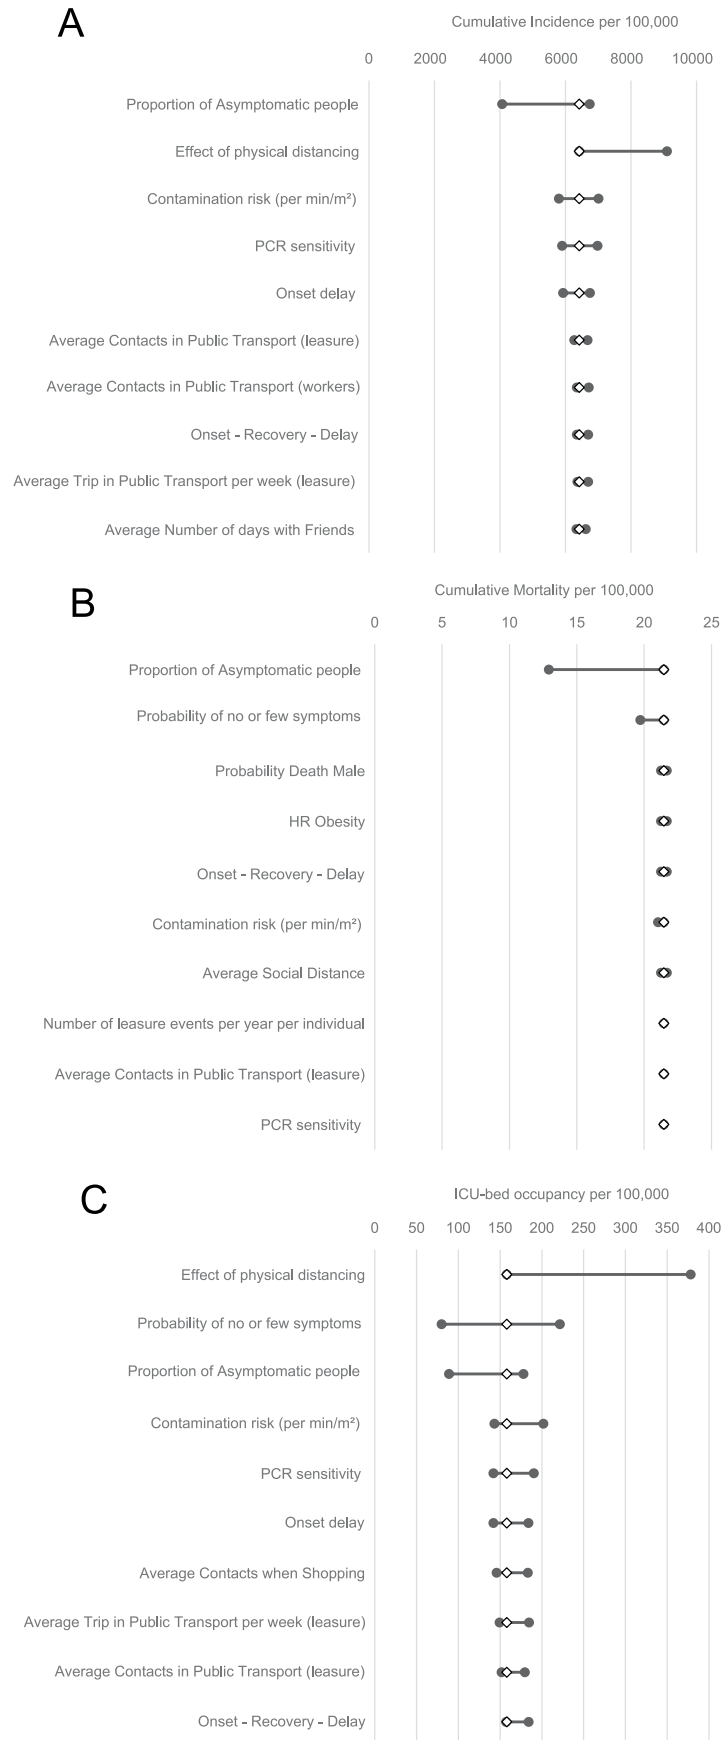 A
Cumulative Incidence per 100,000
0 2000 4000 6000 8000 10000
Proportion of Asymptomatic people
Effect of physical distancing
Contamination risk (per min/m²)
PCR sensitivity
Onset delay
Average Contacts in Public Transport (leasure)
Average Contacts in Public Transport (workers)
Onset - Recovery - Delay
Average Trip in Public Transport per week (leasure)
Average Number of days with Friends
B
Cumulative Mortality per 100,000
0 5 10 15 20 25
Proportion of Asymptomatic people
Probability of no or few symptoms
Probability Death Male
HR Obesity
Onset - Recovery - Delay
Contamination risk (per min/m²)
Average Social Distance
Number of leasure events per year per individual
Average Contacts in Public Transport (leasure)
PCR sensitivity
C
ICU-bed occupancy per 100,000
0 50 100 150 200 250 300 350 400
Effect of physical distancing
Probability of no or few symptoms
Proportion of Asymptomatic people
Contamination risk (per min/m²)
PCR sensitivity
Onset delay
Average Contacts when Shopping
Average Trip in Public Transport per week (leasure)
Average Contacts in Public Transport (leasure)
Onset - Recovery - Delay